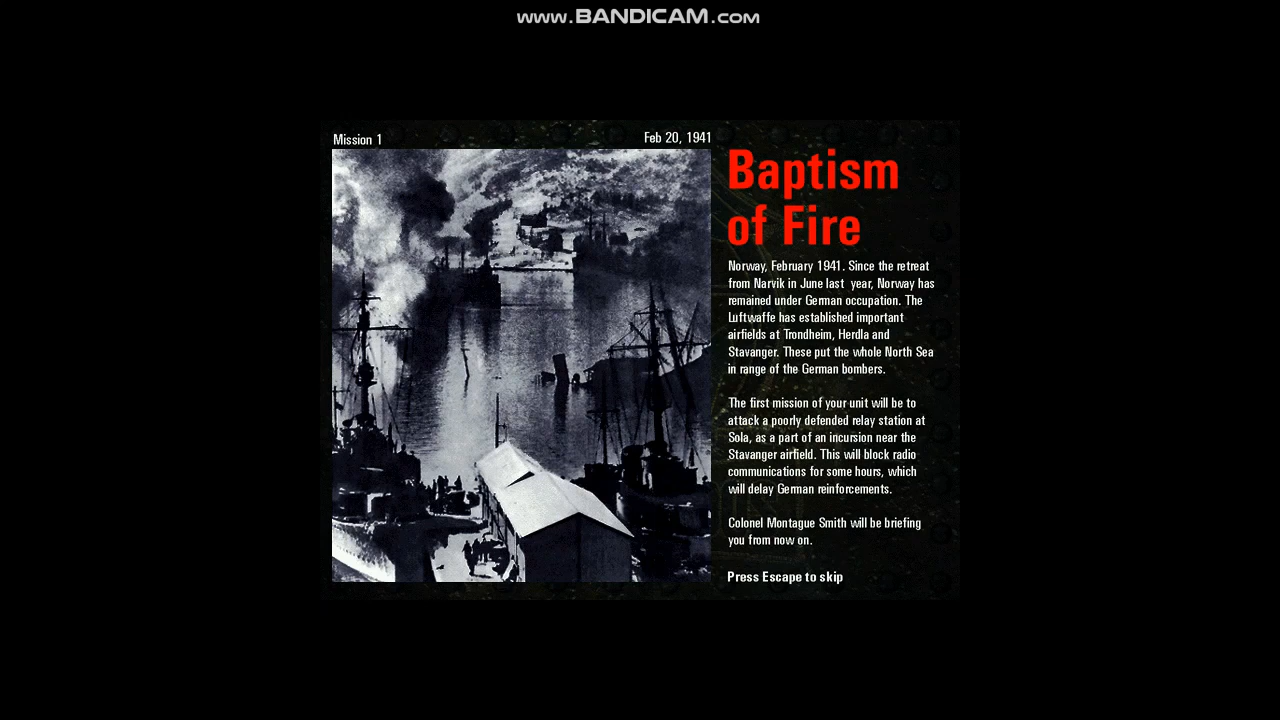 www.BANDICAM.com
Mission 1
Feb 20, 1941
Baptism
of Fire
Norway, February 1941. Since the retreat
from Narvik in June last  year, Norway has
remained under German occupation. The
Luftwaffe has established important
airfields at Trondheim, Herdla and
Stavanger. These put the whole North Sea
in range of the German bombers.
The first mission of your unit will be to
attack a poorly defended relay station at
Sola, as a part of an incursion near the
Stavanger airfield. This will block radio
communications for some hours, which
will delay German reinforcements.
Colonel Montague Smith will be briefing
you from now on.
Press Escape to skip